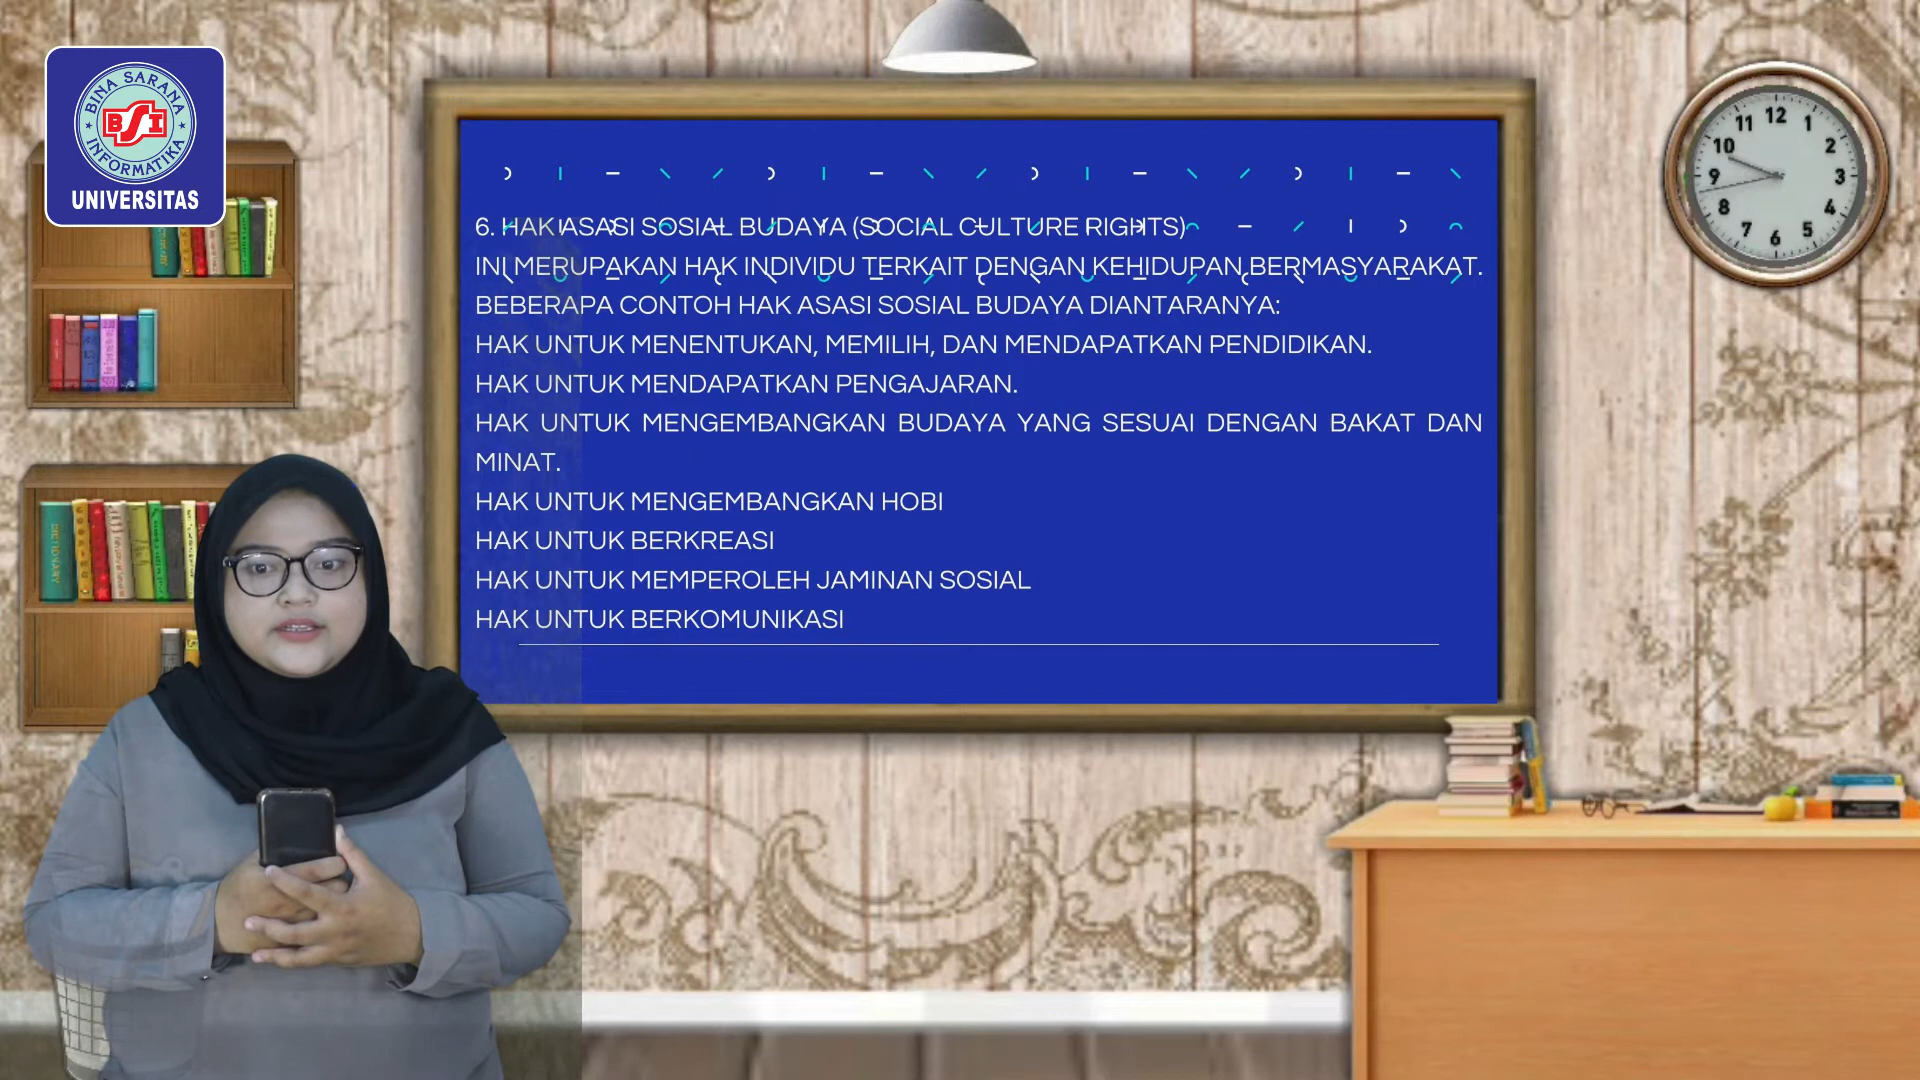 BINA SARANA
BSI
INFORMATIKA
UNIVERSITAS
6. HAK ASASI SOSIAL BUDAYA (SOCIAL CULTURE RIGHTS)
INI MERUPAKAN HAK INDIVIDU TERKAIT DENGAN KEHIDUPAN BERMASYARAKAT.
BEBERAPA CONTOH HAK ASASI SOSIAL BUDAYA DIANTARANYA:
HAK UNTUK MENENTUKAN, MEMILIH, DAN MENDAPATKAN PENDIDIKAN.
HAK UNTUK MENDAPATKAN PENGAJARAN.
HAK UNTUK MENGEMBANGKAN BUDAYA YANG SESUAI DENGAN BAKAT DAN
MINAT.
HAK UNTUK MENGEMBANGKAN HOBI
HAK UNTUK BERKREASI
HAK UNTUK MEMPEROLEH JAMINAN SOSIAL
HAK UNTUK BERKOMUNIKASI
12
11 1
10 2
9 3
8 4
7 5
6
DICTIONARY